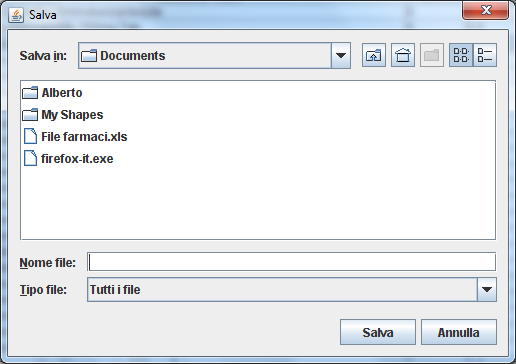 Salva
Salva in: Documents
Alberto
My Shapes
File farmaci.xls
firefox-it.exe
Nome file:
Tipo file: Tutti i file
Salva Annulla